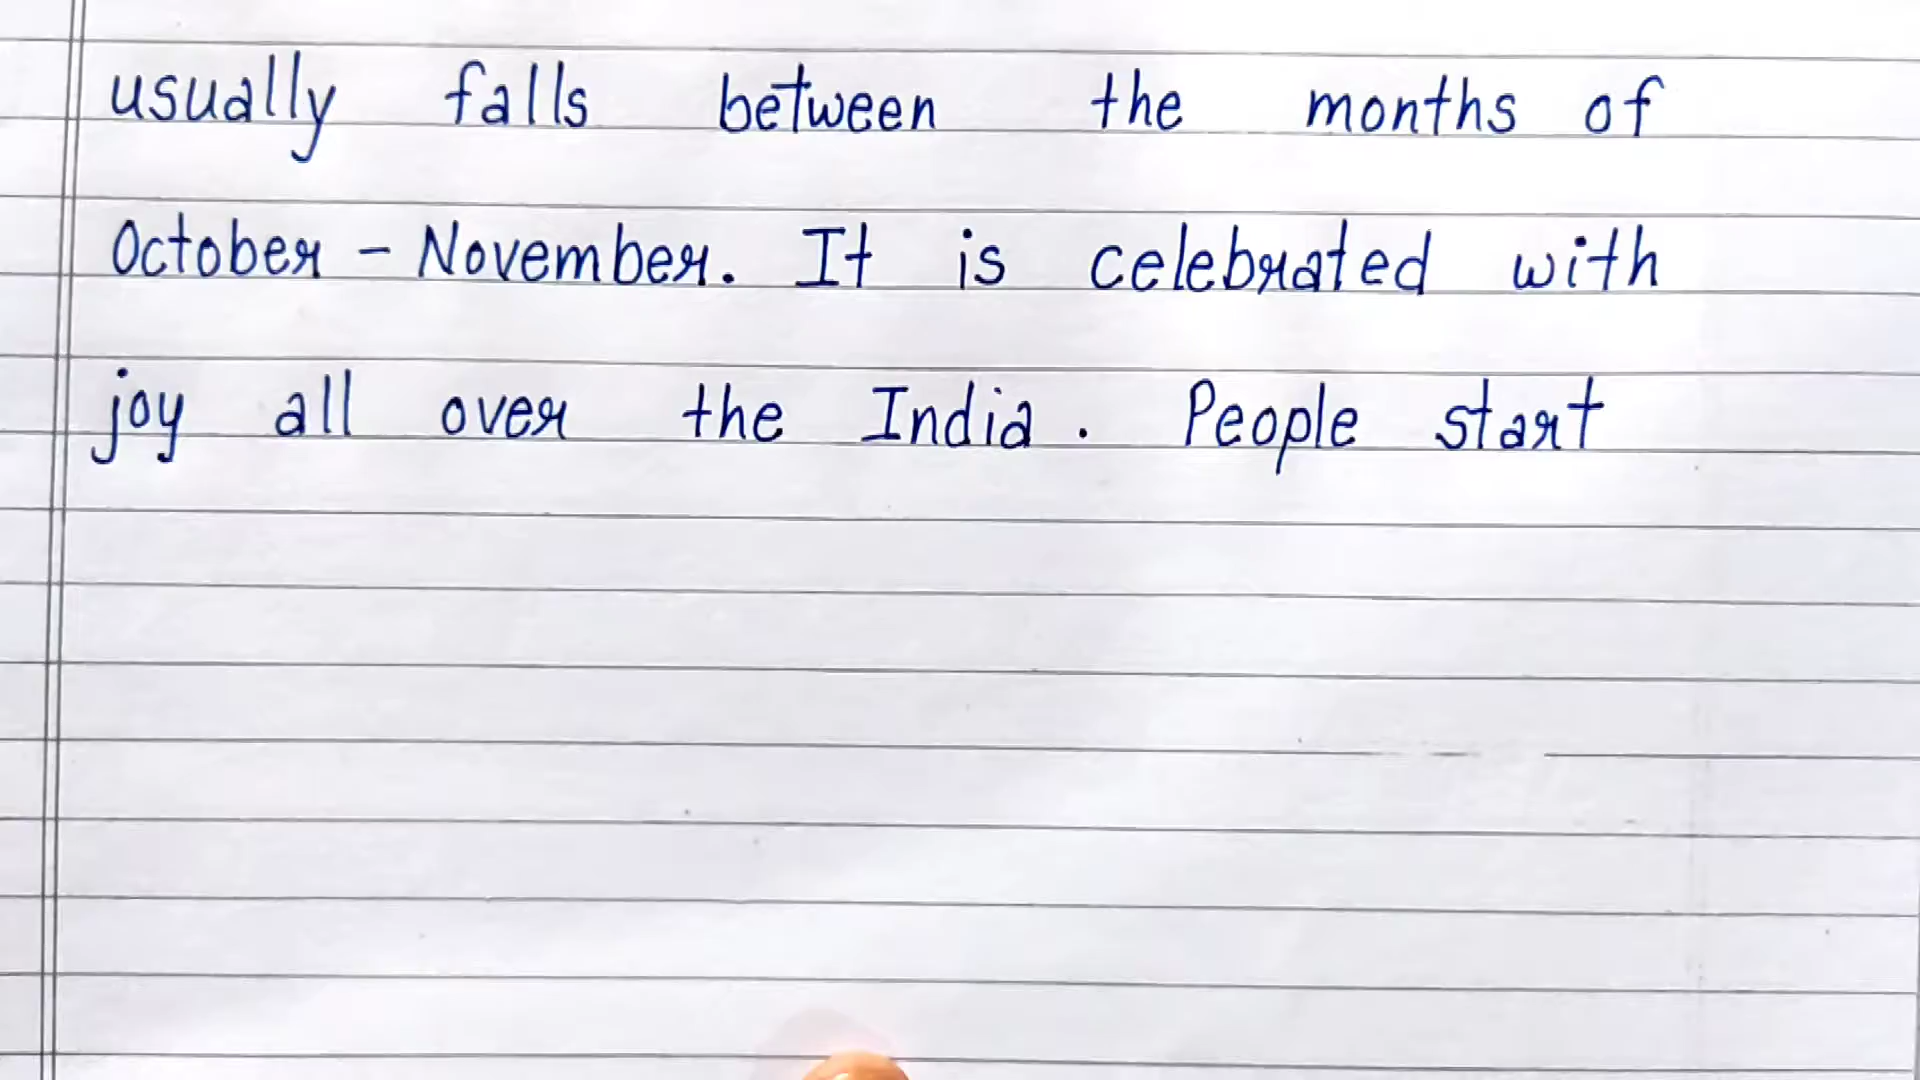 usually falls between the months of
October - November. It is celebrated with
joy all over the India. People start